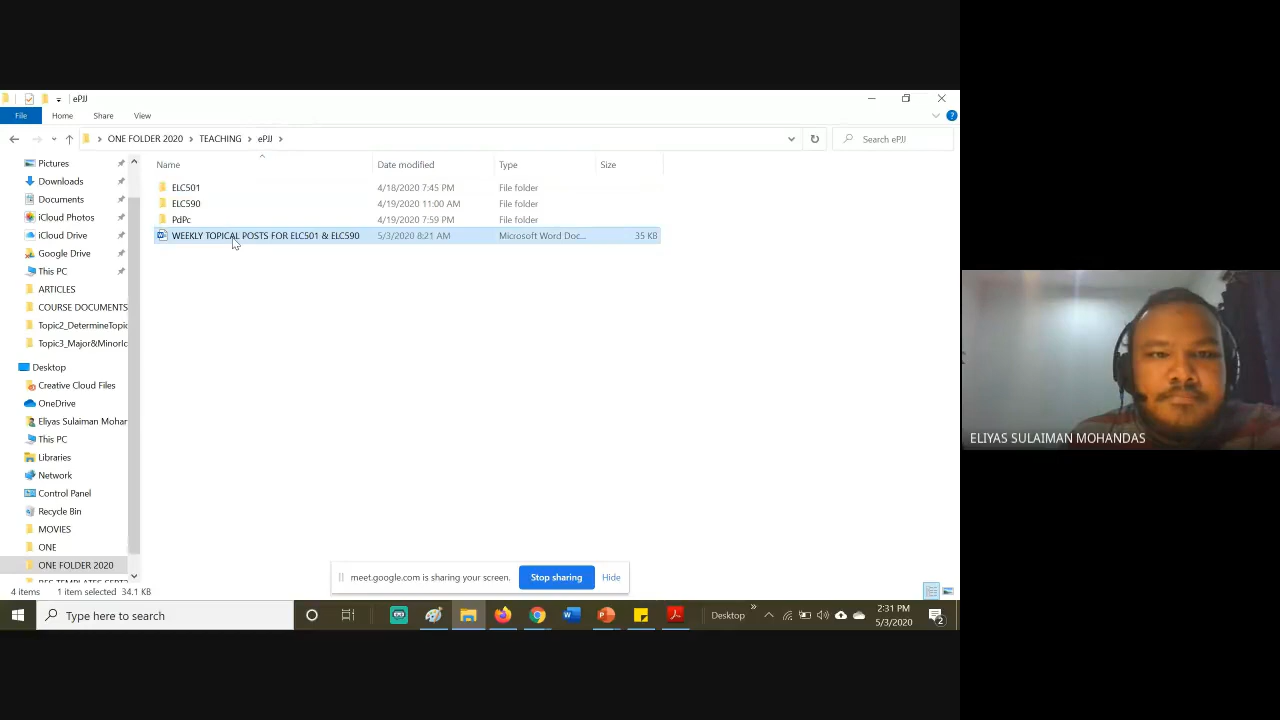 ePJJ
File Home Share View
ONE FOLDER 2020 TEACHING ePJJ
Search ePJJ
Name Date modified Type Size
ELC501 4/18/2020 7:45 PM File folder
ELC590 4/19/2020 11:00 AM File folder
PdPc 4/19/2020 7:59 PM File folder
WEEKLY TOPICAL POSTS FOR ELC501 & ELC590 5/3/2020 8:21 AM Microsoft Word Doc... 35 KB
Pictures
Downloads
Documents
iCloud Photos
iCloud Drive
Google Drive
This PC
ARTICLES
COURSE DOCUMENTS
Topic2_DetermineTopic
Topic3_Major&MinorIc
Desktop
Creative Cloud Files
OneDrive
Eliyas Sulaiman Mohar
This PC
Libraries
Network
Control Panel
Recycle Bin
MOVIES
ONE
ONE FOLDER 2020
ELIYAS SULAIMAN MOHANDAS
meet.google.com is sharing your screen. Stop sharing Hide
4 items 1 item selected 34.1 KB
Type here to search
Desktop
2:31 PM
5/3/2020
2